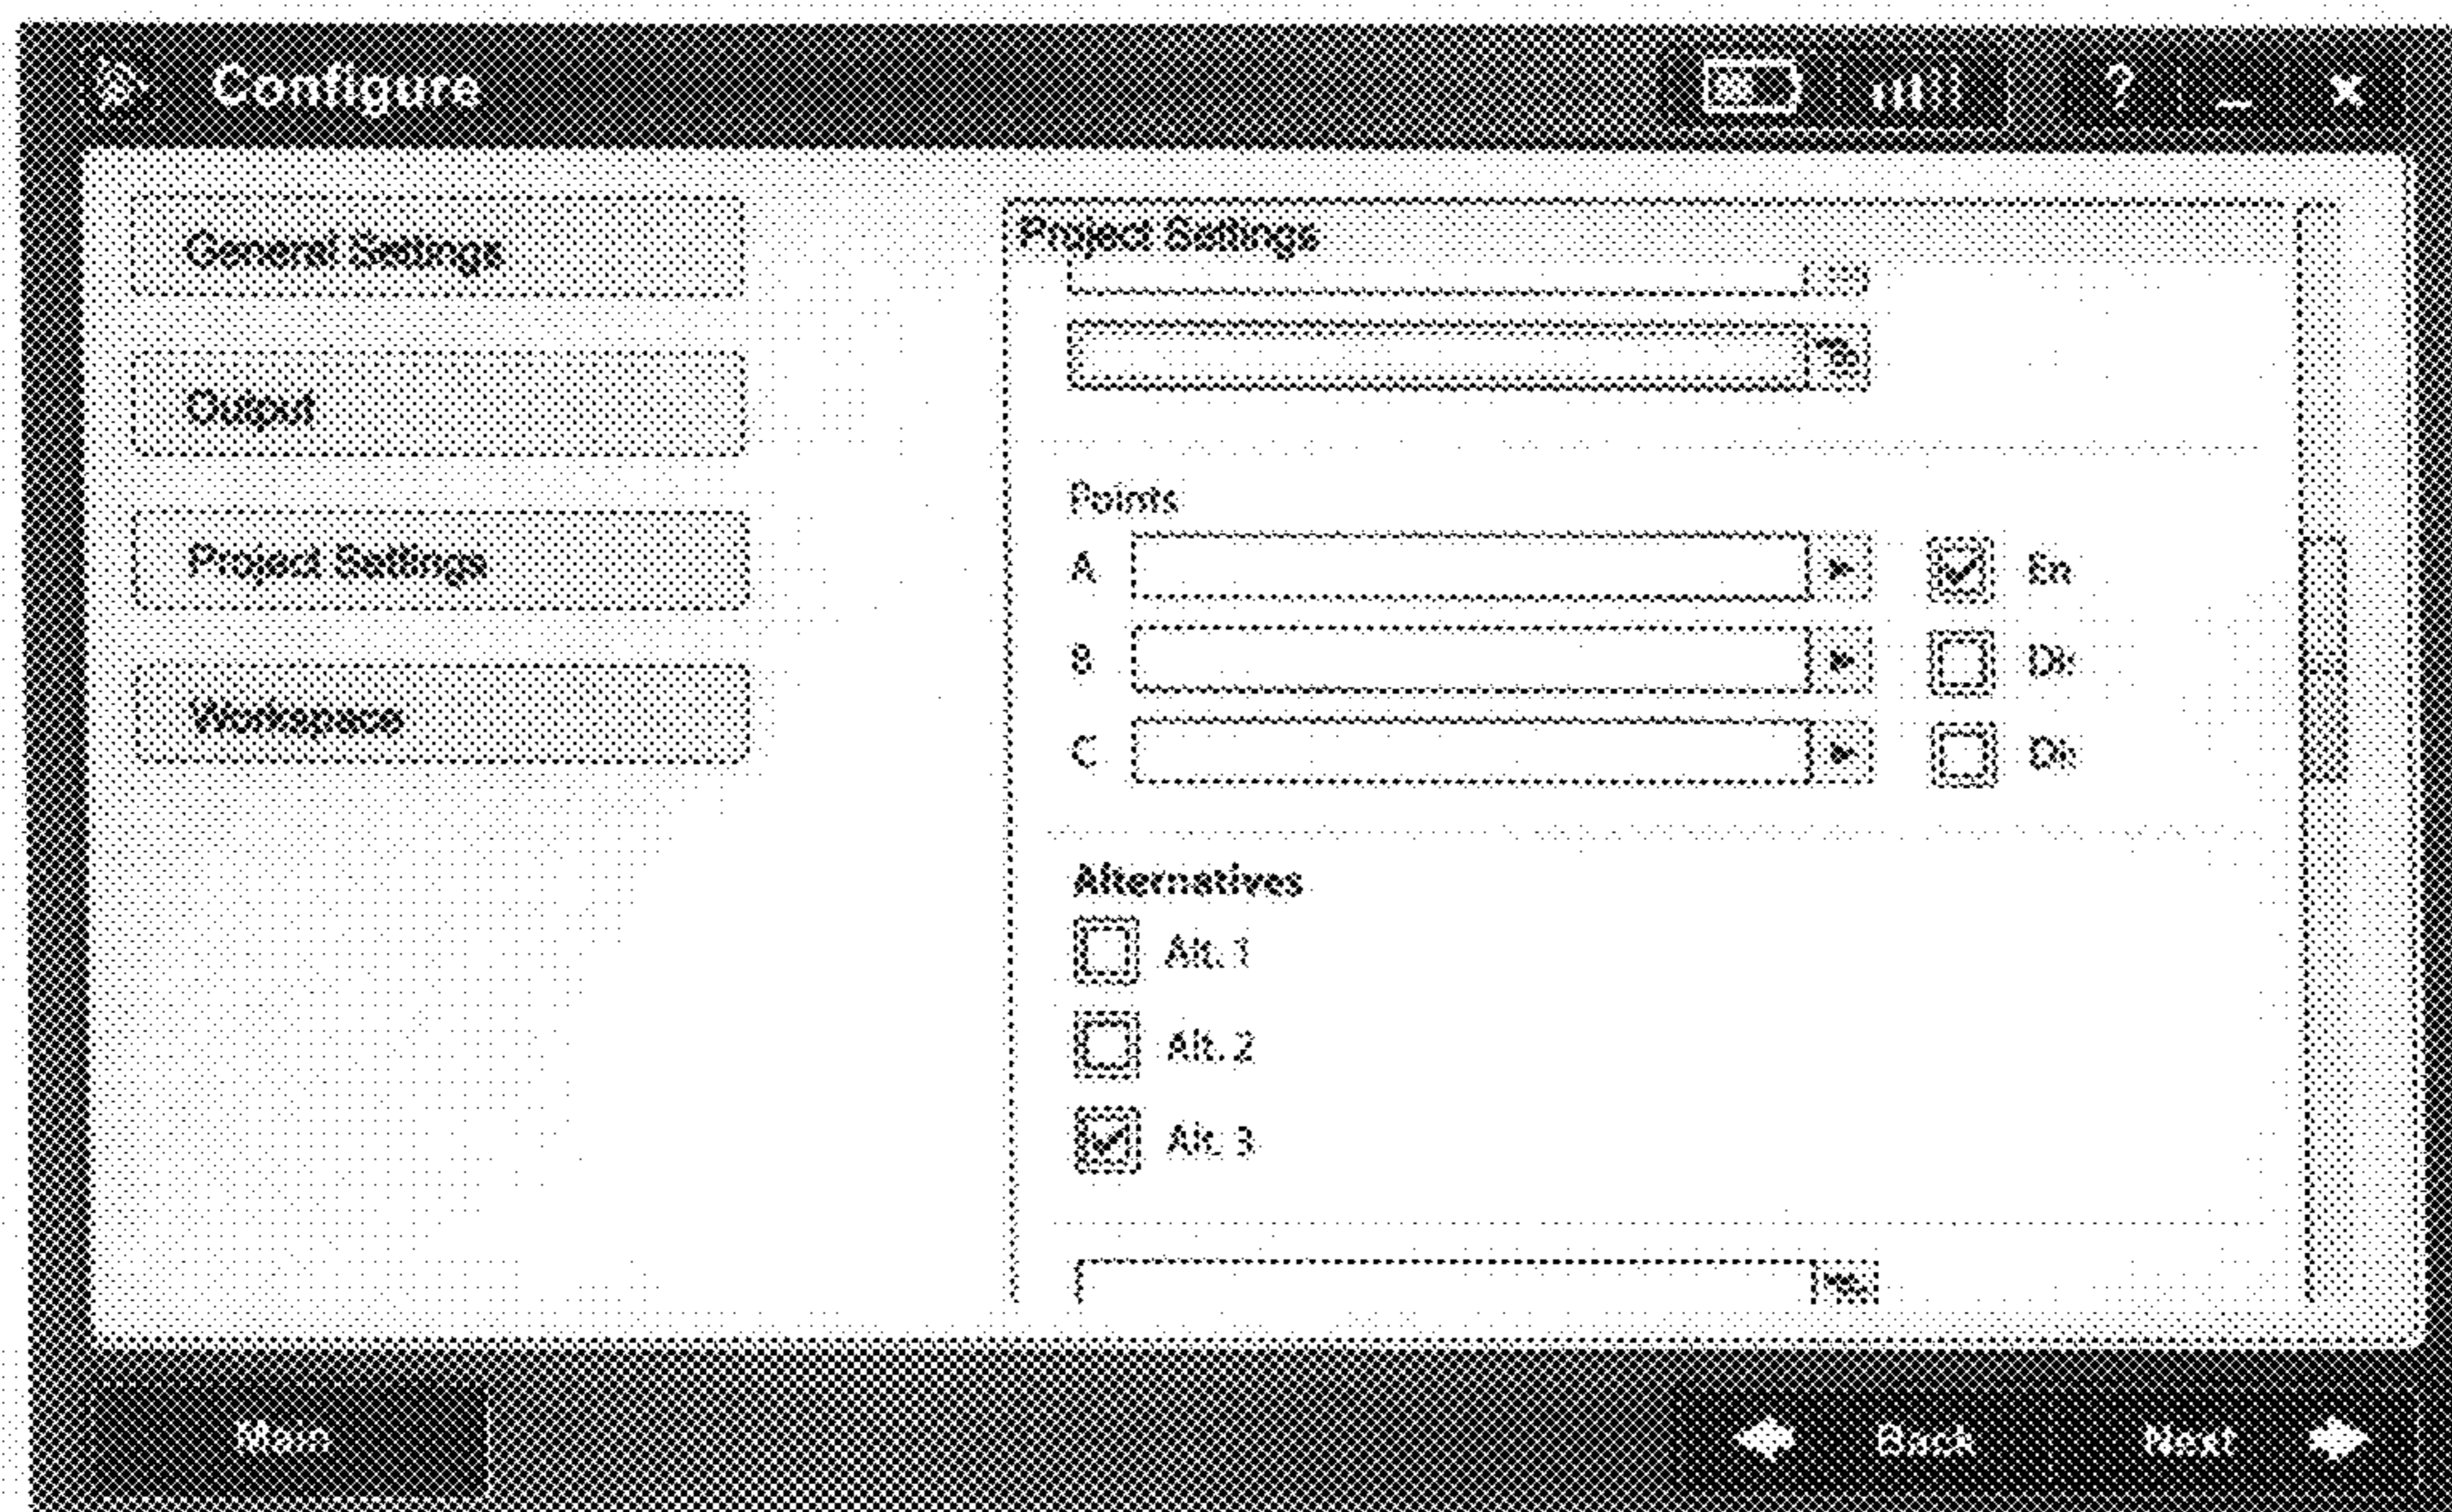 Configure
?
General Settings
Output
Project Settings
Workspace
Project Settings
Points
A
En
B
C
Alternatives
Alt. 1
Alt. 2
Alt. 3
Main
Back
Next